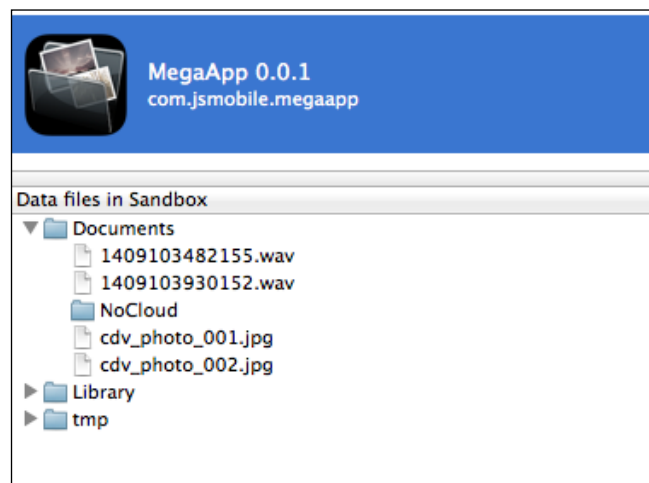 MegaApp 0.0.1
com.jsmobile.megaapp
Data files in Sandbox
Documents
1409103482155.wav
1409103930152.wav
NoCloud
cdv_photo_001.jpg
cdv_photo_002.jpg
Library
tmp